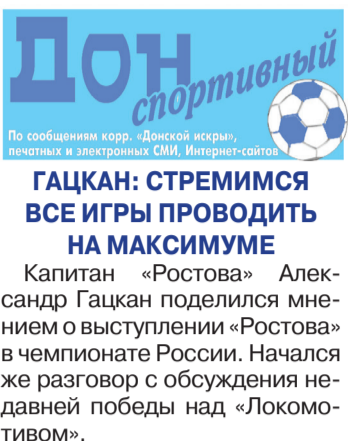 ДОН
спортивный
По сообщениям корр. «Донской искры»,
печатных и электронных СМИ, Интернет-сайтов
ГАЦКАН: СТРЕМИМСЯ
ВСЕ ИГРЫ ПРОВОДИТЬ
НА МАКСИМУМЕ
Капитан «Ростова» Алек-
сандр Гацкан поделился мне-
нием о выступлении «Ростова»
в чемпионате России. Начался
же разговор с обсуждения не-
давней победы над «Локомо-
тивом».